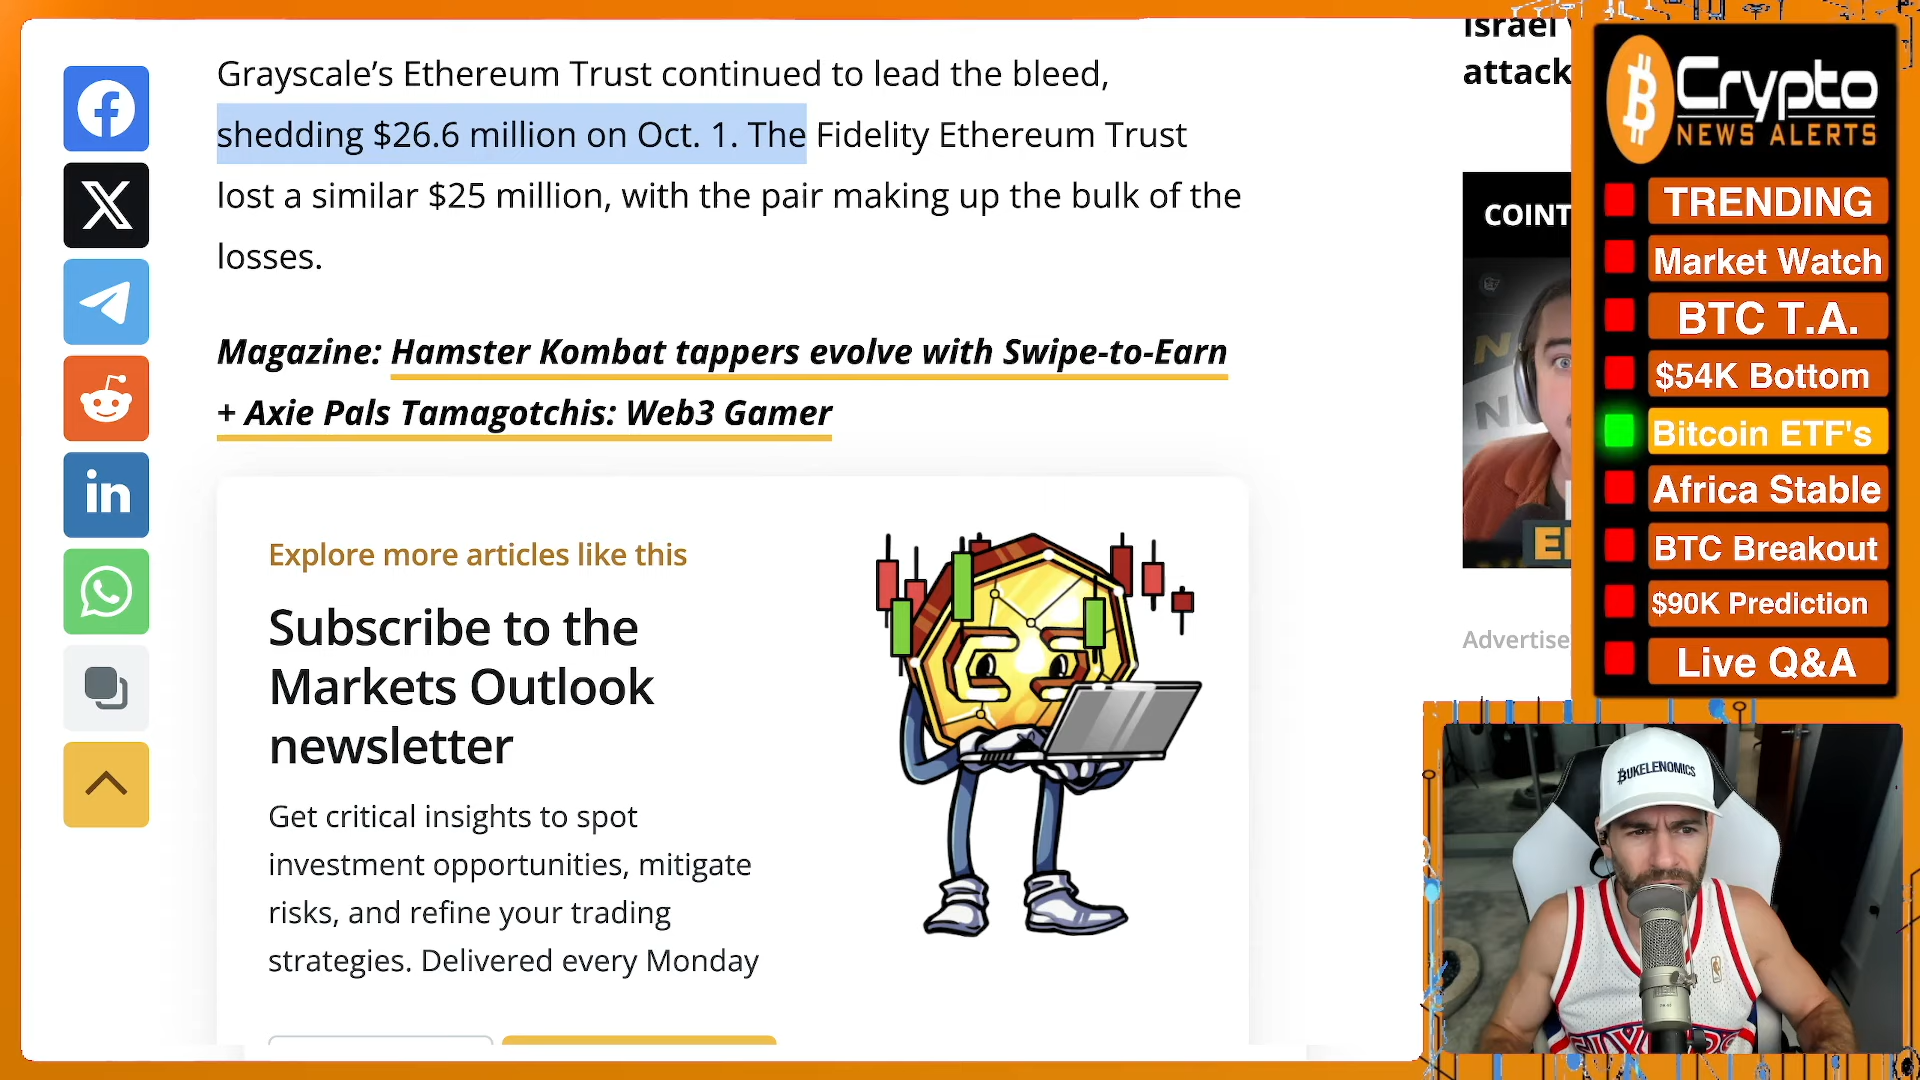 Grayscale’s Ethereum Trust continued to lead the bleed,
shedding $26.6 million on Oct. 1. The Fidelity Ethereum Trust
lost a similar $25 million, with the pair making up the bulk of the
losses.
Magazine: Hamster Kombat tappers evolve with Swipe-to-Earn
+ Axie Pals Tamagotchis: Web3 Gamer
Explore more articles like this
Subscribe to the
Markets Outlook
newsletter
Get critical insights to spot
investment opportunities, mitigate
risks, and refine your trading
strategies. Delivered every Monday
Israel
attack
COINT
N
N
E
Advertise
Crypto
NEWS ALERTS
TRENDING
Market Watch
BTC T.A.
$54K Bottom
Bitcoin ETF's
Africa Stable
BTC Breakout
$90K Prediction
Live Q&A
BUKELENOMICS